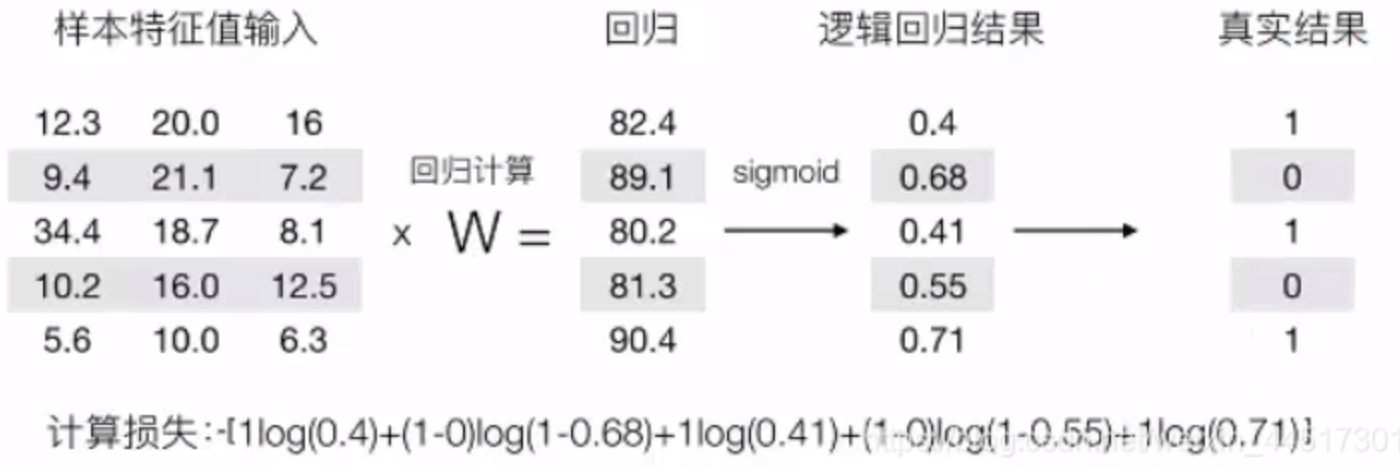 样本特征值输入 回归 逻辑回归结果 真实结果
12.3 20.0 16 82.4 0.4 1
9.4 21.1 7.2 回归计算 89.1 sigmoid 0.68 0
34.4 18.7 8.1 x W = 80.2 0.41 1
10.2 16.0 12.5 81.3 0.55 0
5.6 10.0 6.3 90.4 0.71 1
计算损失:-[1log(0.4)+(1-0)log(1-0.68)+1log(0.41)+(1-0)log(1-0.55)+1log(0.71)]